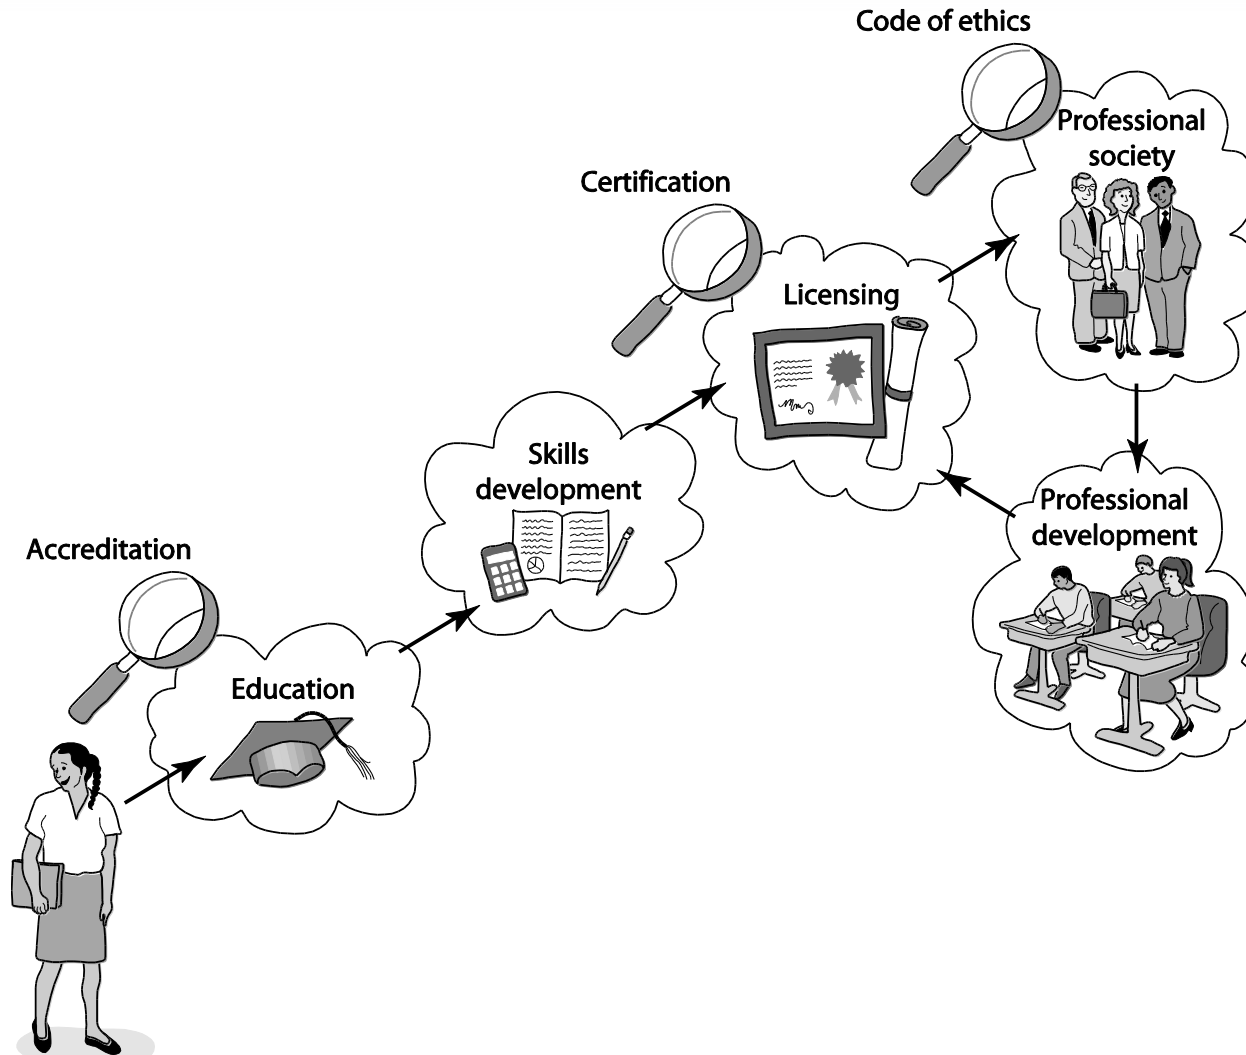 Code of ethics
Professional
society
Certification
Licensing
Skills
development
Professional
development
Accreditation
Education